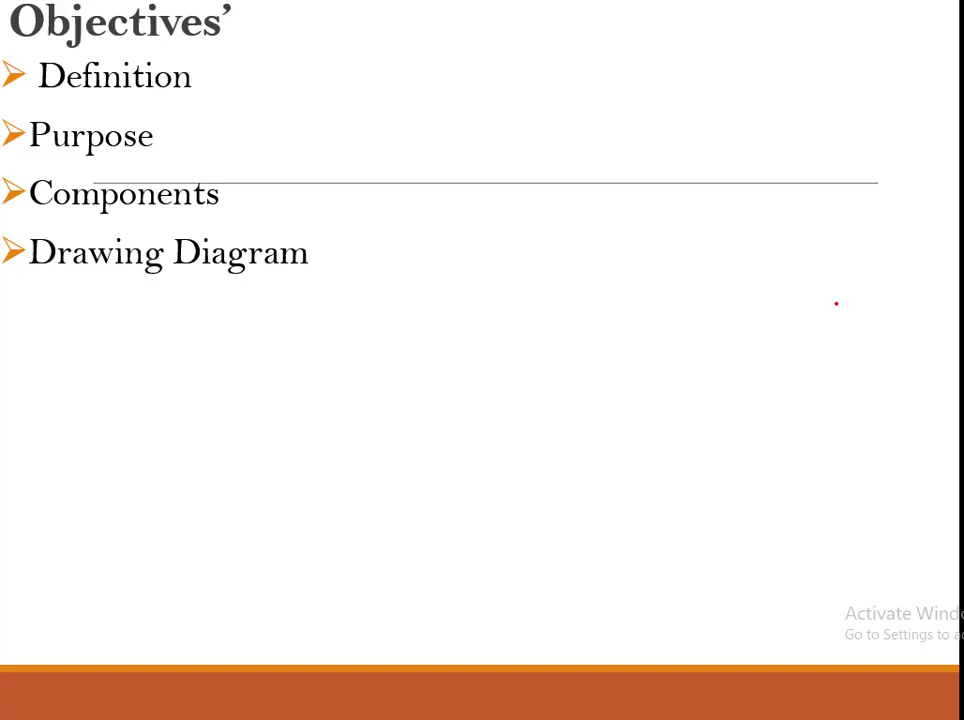 Objectives’
Definition
Purpose
Components
Drawing Diagram
Activate Windo
Go to Settings to a